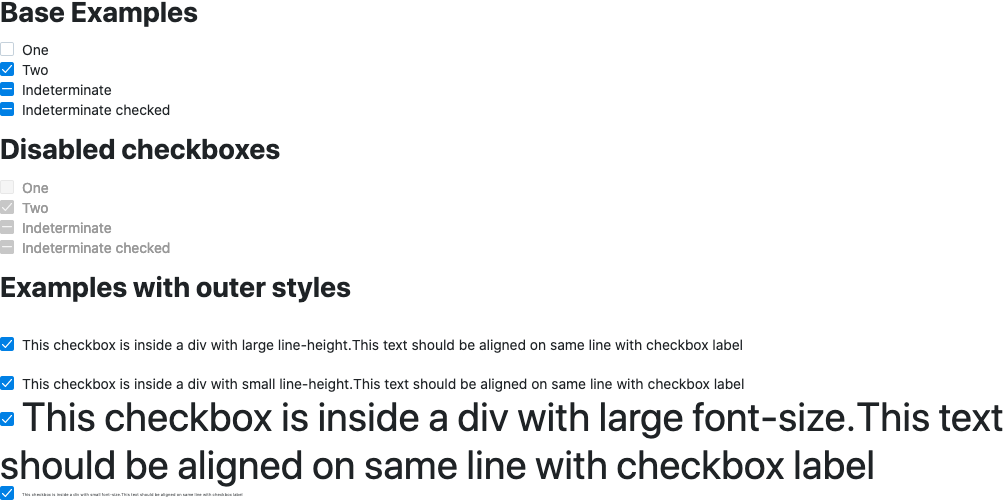 Base Examples
One
Two
Indeterminate
Indeterminate checked
Disabled checkboxes
One
Two
Indeterminate
Indeterminate checked
Examples with outer styles
This checkbox is inside a div with large line-height.This text should be aligned on same line with checkbox label
This checkbox is inside a div with small line-height.This text should be aligned on same line with checkbox label
This checkbox is inside a div with large font-size.This text
should be aligned on same line with checkbox label
This checkbox is inside a div with small font-size.This text should be aligned on same line with checkbox label